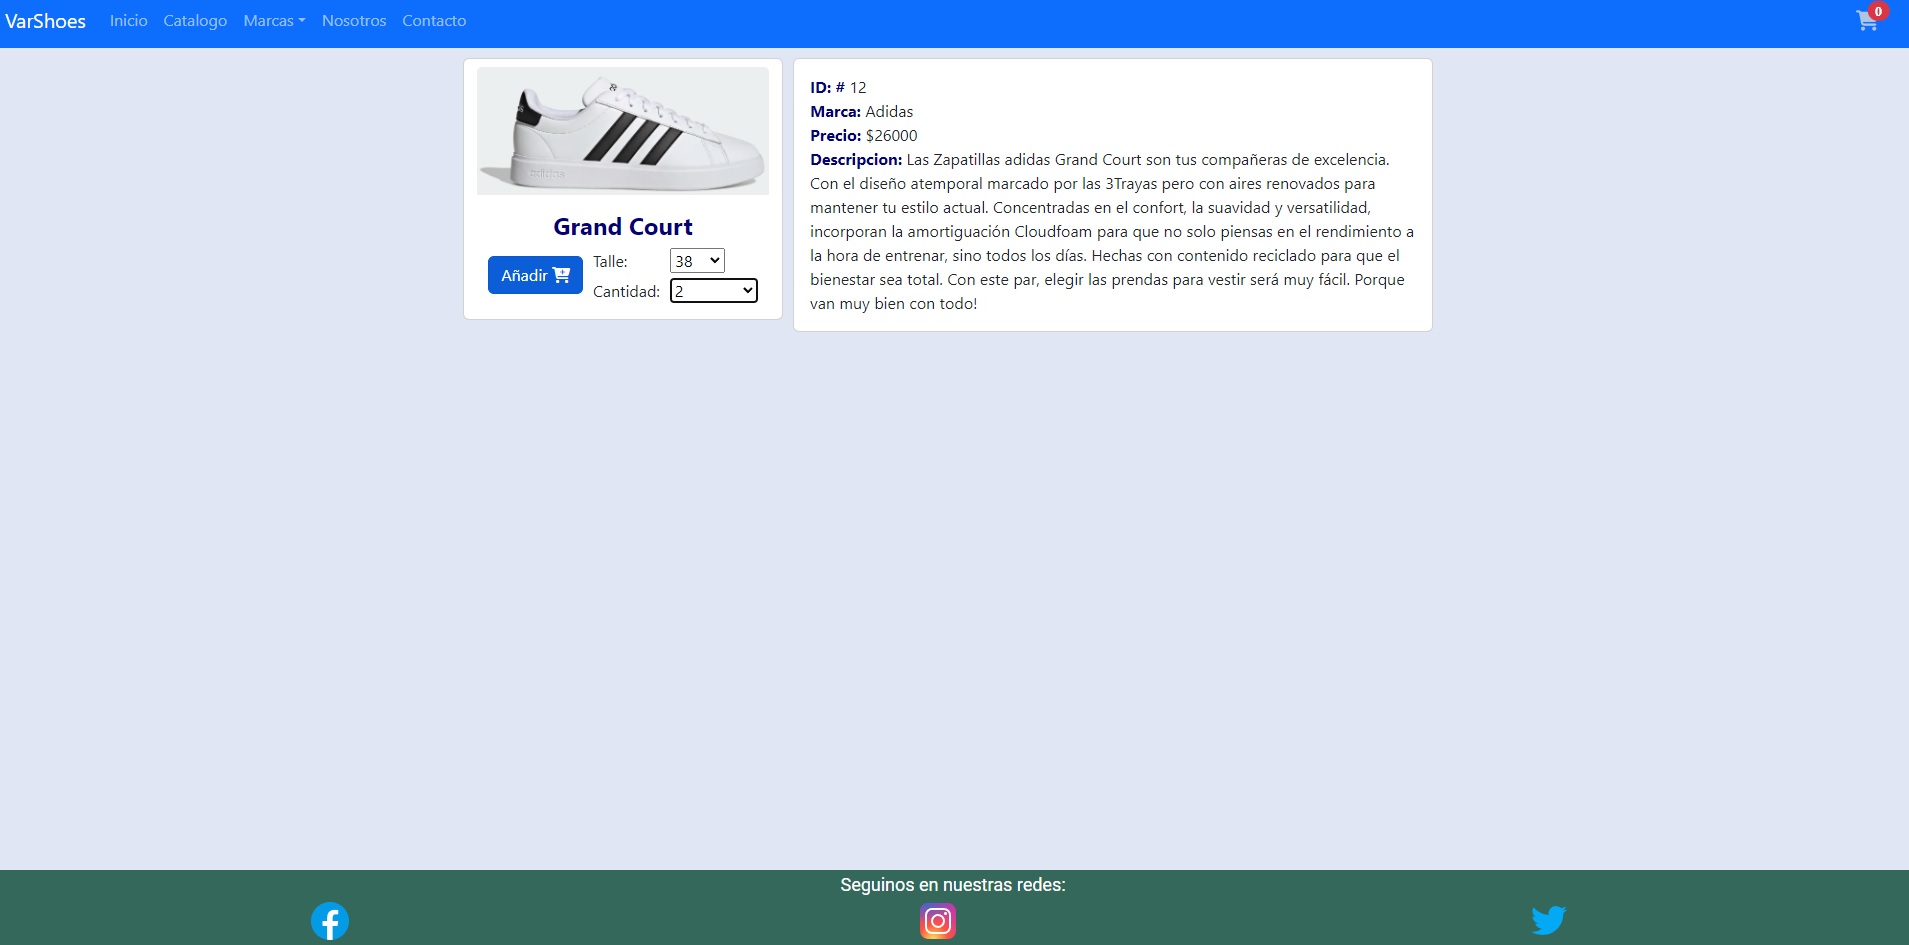 VarShoes Inicio Catalogo Marcas Nosotros Contacto 0
adidas
Grand Court
Añadir
Talle: 38
Cantidad: 2
ID: # 12
Marca: Adidas
Precio: $26000
Descripcion: Las Zapatillas adidas Grand Court son tus compañeras de excelencia.
Con el diseño atemporal marcado por las 3Trayas pero con aires renovados para
mantener tu estilo actual. Concentradas en el confort, la suavidad y versatilidad,
incorporan la amortiguación Cloudfoam para que no solo piensas en el rendimiento a
la hora de entrenar, sino todos los días. Hechas con contenido reciclado para que el
bienestar sea total. Con este par, elegir las prendas para vestir será muy fácil. Porque
van muy bien con todo!
Seguinos en nuestras redes: